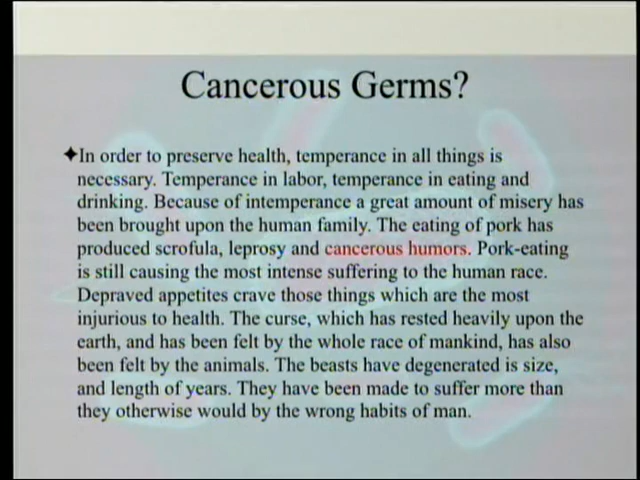 Cancerous Germs?
✦In order to preserve health, temperance in all things is
necessary. Temperance in labor, temperance in eating and
drinking. Because of intemperance a great amount of misery has
been brought upon the human family. The eating of pork has
produced scrofula, leprosy and cancerous humors. Pork-eating
is still causing the most intense suffering to the human race.
Depraved appetites crave those things which are the most
injurious to health. The curse, which has rested heavily upon the
earth, and has been felt by the whole race of mankind, has also
been felt by the animals. The beasts have degenerated is size,
and length of years. They have been made to suffer more than
they otherwise would by the wrong habits of man.